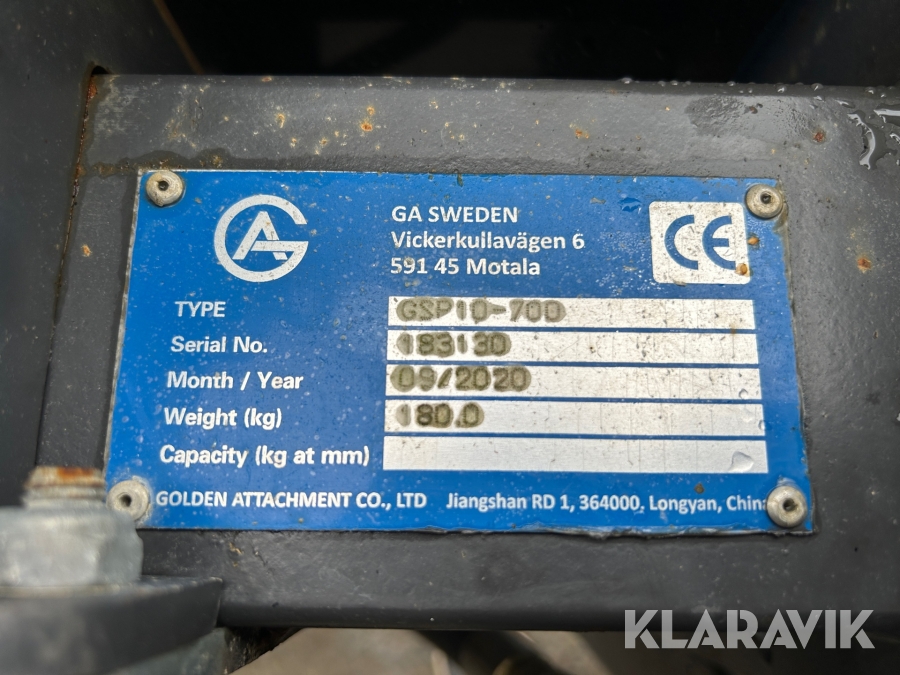 GA
GA SWEDEN
Vickerkullavägen 6
591 45 Motala
CE
TYPE GSP10-700
Serial No. 183130
Month / Year 09/2020
Weight (kg) 180.0
Capacity (kg at mm)
GOLDEN ATTACHMENT CO., LTD Jiangshan RD 1, 364000, Longyan, China
KLARAVIK